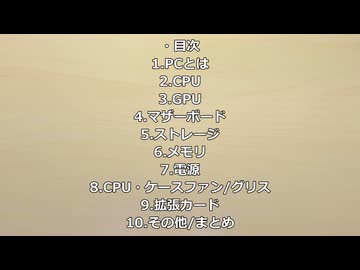 ・目次
1.PCとは
2.CPU
3.GPU
4.マザーボード
5.ストレージ
6.メモリ
7.電源
8.CPU・ケースファン/グリス
9.拡張カード
10.その他/まとめ